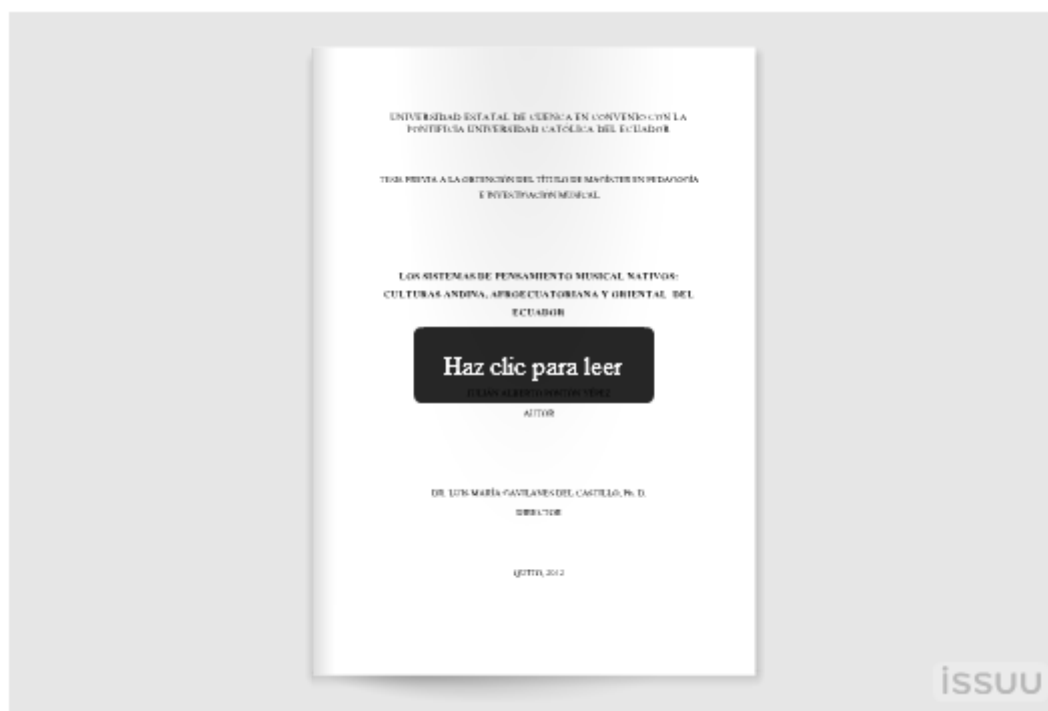 UNIVERSIDAD ESTATAL DE CUENCA EN CONVENIO CON LA
PONTIFICIA UNIVERSIDAD CATÓLICA DEL ECUADOR
TESIS PREVIA A LA OBTENCIÓN DEL TÍTULO DE MAGÍSTER EN PEDAGOGÍA
E INVESTIGACIÓN MUSICAL
LOS SISTEMAS DE PENSAMIENTO MUSICAL NATIVOS:
CULTURAS ANDINA, AFROECUATORIANA Y ORIENTAL DEL
ECUADOR
Haz clic para leer
AUTOR
DR. LUIS MARÍA GAVILANES DEL CASTILLO, Ph. D.
DIRECTOR
QUITO, 2012
issuu